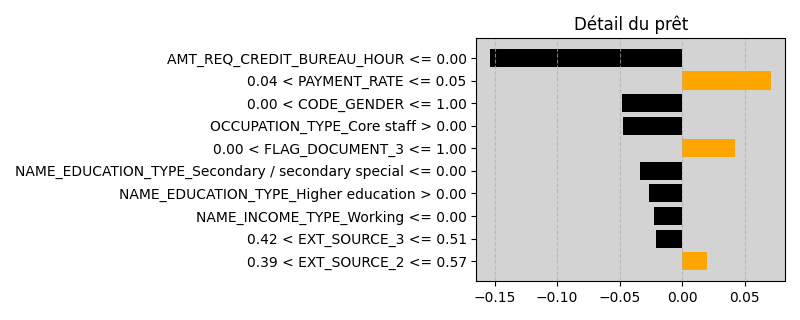 Détail du prêt
AMT_REQ_CREDIT_BUREAU_HOUR <= 0.00
0.04 < PAYMENT_RATE <= 0.05
0.00 < CODE_GENDER <= 1.00
OCCUPATION_TYPE_Core staff > 0.00
0.00 < FLAG_DOCUMENT_3 <= 1.00
NAME_EDUCATION_TYPE_Secondary / secondary special <= 0.00
NAME_EDUCATION_TYPE_Higher education > 0.00
NAME_INCOME_TYPE_Working <= 0.00
0.42 < EXT_SOURCE_3 <= 0.51
0.39 < EXT_SOURCE_2 <= 0.57
−0.15 −0.10 −0.05 0.00 0.05